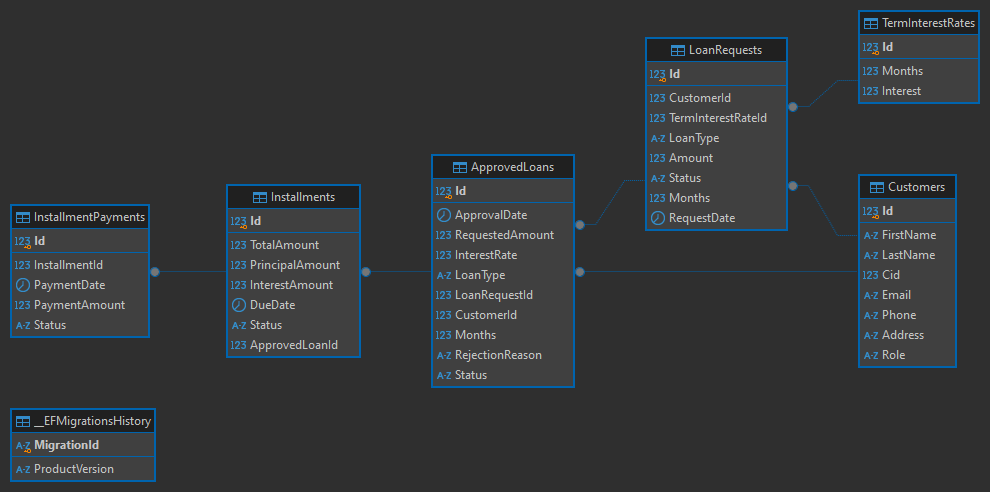 InstallmentPayments
123 Id
123 InstallmentId
PaymentDate
123 PaymentAmount
A-Z Status
Installments
123 Id
123 TotalAmount
123 PrincipalAmount
123 InterestAmount
DueDate
A-Z Status
123 ApprovedLoanId
ApprovedLoans
123 Id
ApprovalDate
123 RequestedAmount
123 InterestRate
A-Z LoanType
123 LoanRequestId
123 CustomerId
123 Months
A-Z RejectionReason
A-Z Status
LoanRequests
123 Id
123 CustomerId
123 TermInterestRateId
A-Z LoanType
123 Amount
A-Z Status
123 Months
RequestDate
TermInterestRates
123 Id
123 Months
123 Interest
Customers
123 Id
A-Z FirstName
A-Z LastName
123 Cid
A-Z Email
A-Z Phone
A-Z Address
A-Z Role
__EFMigrationsHistory
A-Z MigrationId
A-Z ProductVersion